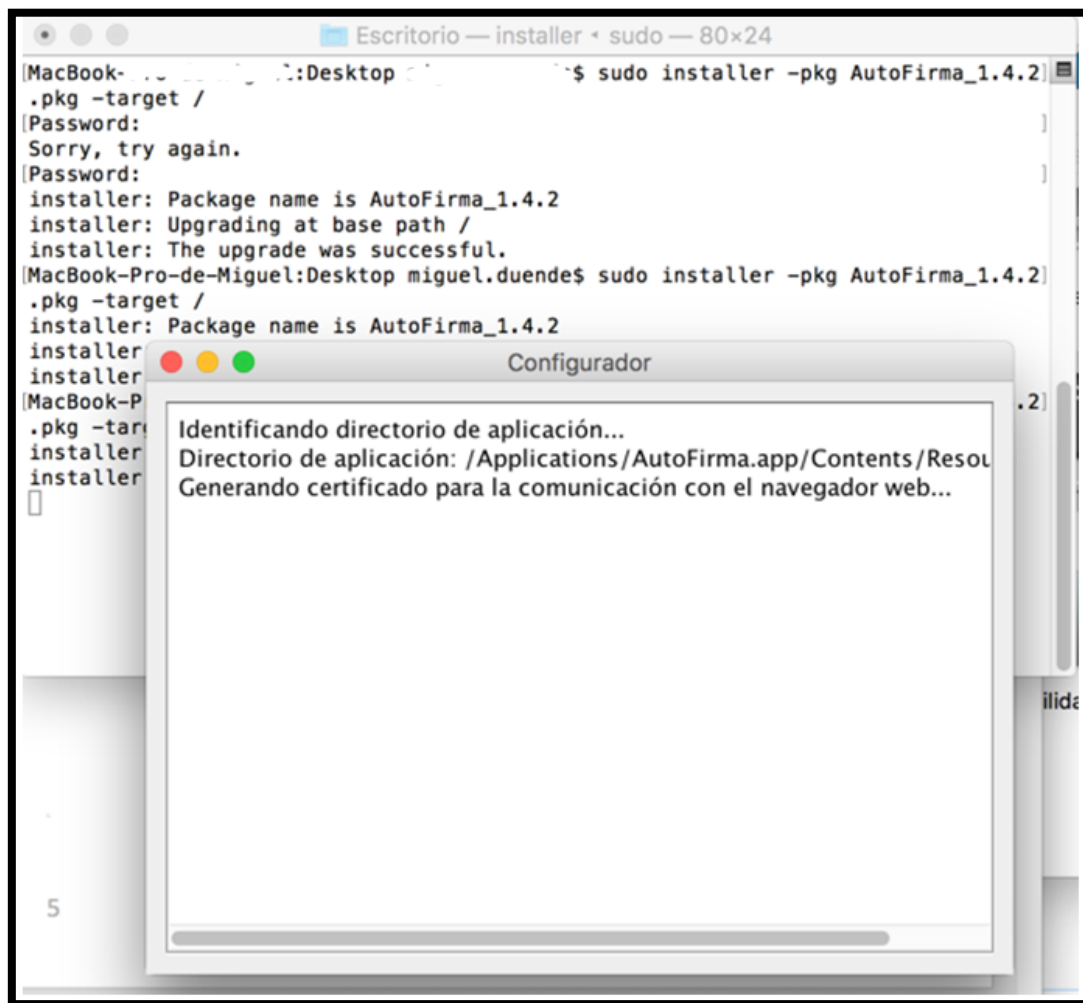 Escritorio — installer ◂ sudo — 80×24
[MacBook- :Desktop $ sudo installer -pkg AutoFirma_1.4.2]
.pkg -target /
[Password: ]
Sorry, try again.
[Password: ]
installer: Package name is AutoFirma_1.4.2
installer: Upgrading at base path /
installer: The upgrade was successful.
[MacBook-Pro-de-Miguel:Desktop miguel.duende$ sudo installer -pkg AutoFirma_1.4.2]
.pkg -target /
installer: Package name is AutoFirma_1.4.2
installer
installer
[MacBook-P .2]
.pkg -targ
installer
installer
Configurador
Identificando directorio de aplicación...
Directorio de aplicación: /Applications/AutoFirma.app/Contents/Resou
Generando certificado para la comunicación con el navegador web...
ilida
5